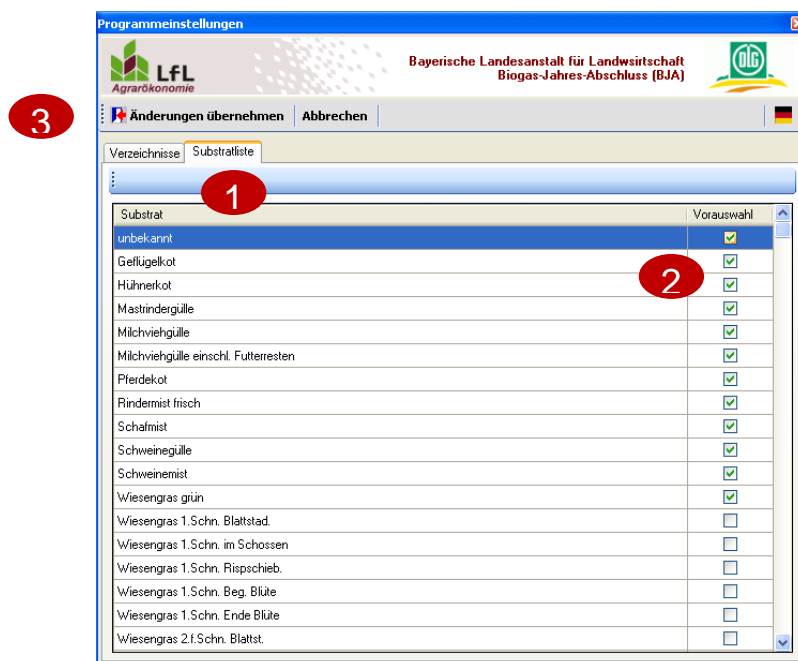 Programmeinstellungen
LfL
Agrarökonomie
Bayerische Landesanstalt für Landwirtschaft
Biogas-Jahres-Abschluss (BJA)
DLG
3
Änderungen übernehmen Abbrechen
Verzeichnisse Substratliste
1
Substrat Vorauswahl
unbekannt
Geflügelkot
2
Hühnerkot
Mastrindergülle
Milchviehgülle
Milchviehgülle einschl. Futterresten
Pferdekot
Rindermist frisch
Schafmist
Schweinegülle
Schweinemist
Wiesengras grün
Wiesengras 1.Schn. Blattstad.
Wiesengras 1.Schn. im Schossen
Wiesengras 1.Schn. Rispschieb.
Wiesengras 1.Schn. Beg. Blüte
Wiesengras 1.Schn. Ende Blüte
Wiesengras 2.f.Schn. Blattst.